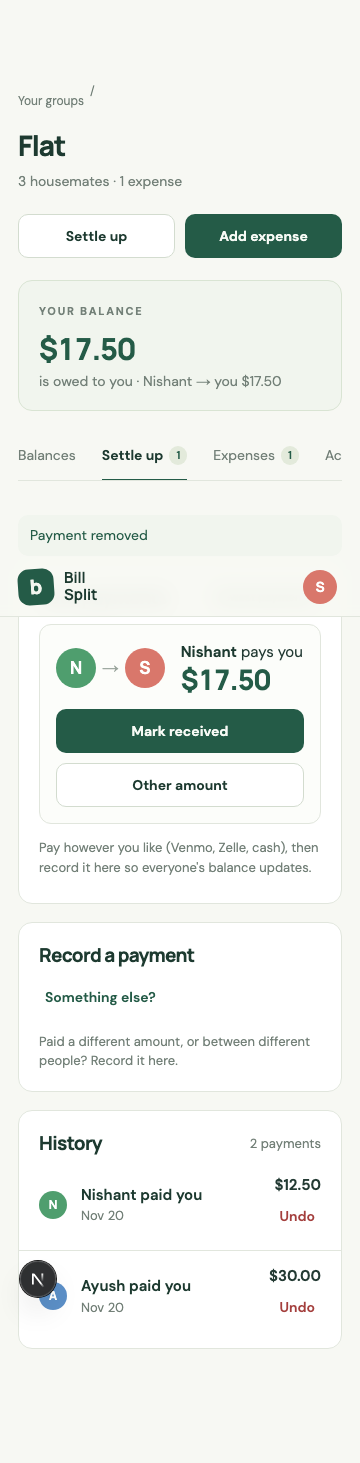 Your groups /
Flat
3 housemates · 1 expense
Settle up
Add expense
YOUR BALANCE
$17.50
is owed to you · Nishant → you $17.50
Balances
Settle up 1
Expenses 1
Ac
Payment removed
b
Bill
Split
S
N → S
Nishant pays you
$17.50
Mark received
Other amount
Pay however you like (Venmo, Zelle, cash), then
record it here so everyone's balance updates.
Record a payment
Something else?
Paid a different amount, or between different
people? Record it here.
History
2 payments
N
Nishant paid you
Nov 20
$12.50
Undo
N
A
Ayush paid you
Nov 20
$30.00
Undo